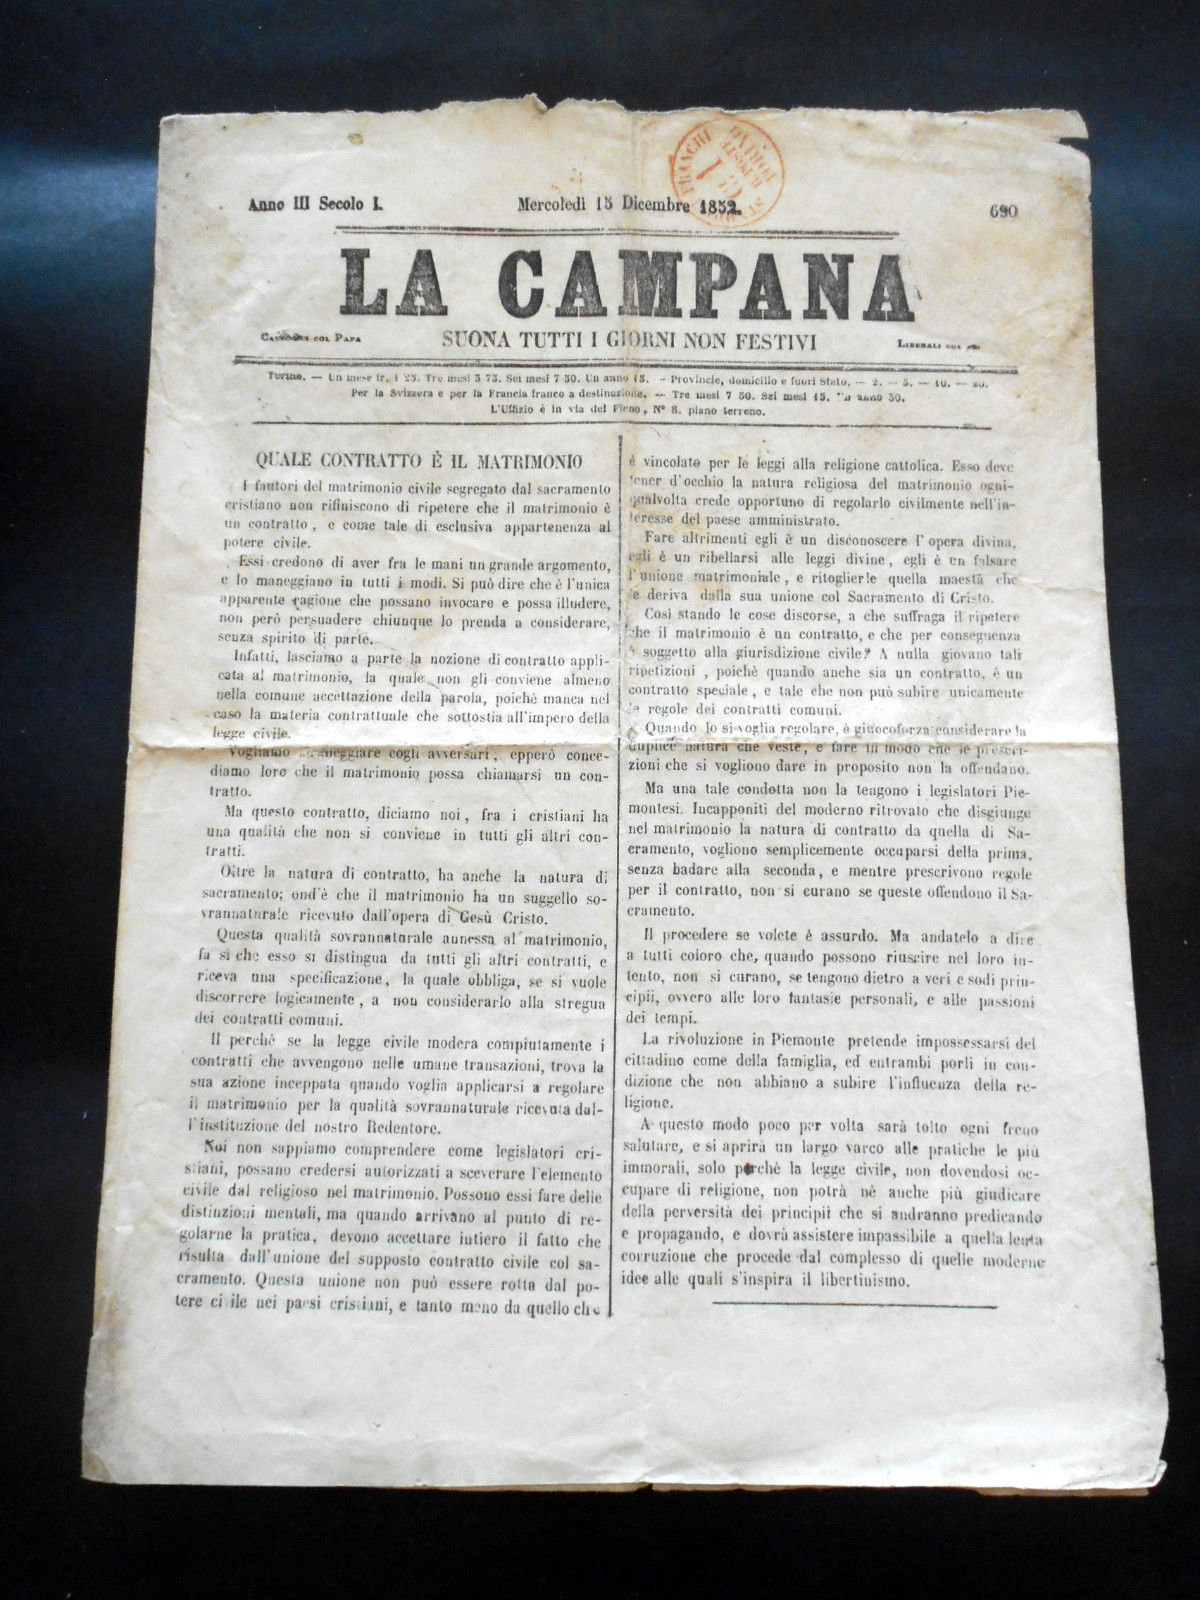 Anno III Secolo I.
Mercoledì 15 Dicembre 1852.
690
FRANCHI
LA CAMPANA
Cattolici col Papa
SUONA TUTTI I GIORNI NON FESTIVI
Liberali col
Torino. — Un mese fr. 1 25. Tre mesi 3 75. Sei mesi 7 50. Un anno 15. — Provincie, domicilio e fuori Stato. — 2. — 5. — 10. — 20.
Per la Svizzera e per la Francia franco a destinazione. — Tre mesi 7 50. Sei mesi 15. Un anno 30.
L'Uffizio è in via del Fieno, N° 8. piano terreno.
QUALE CONTRATTO È IL MATRIMONIO
I fautori del matrimonio civile segregato dal sacramento
cristiano non rifiniscono di ripetere che il matrimonio è
un contratto, e come tale di esclusiva appartenenza al
potere civile.
Essi credono di aver fra le mani un grande argomento,
e lo maneggiano in tutti i modi. Si può dire che è l'unica
apparente ragione che possano invocare e possa illudere,
non però persuadere chiunque lo prenda a considerare,
senza spirito di parte.
Infatti, lasciamo a parte la nozione di contratto appli-
cata al matrimonio, la quale non gli conviene almeno
nella comune accettazione della parola, poichè manca nel
caso la materia contrattuale che sottostia all'impero della
legge civile.
Vogliamo largheggiare cogli avversari, epperò conce-
diamo loro che il matrimonio possa chiamarsi un con-
tratto.
Ma questo contratto, diciamo noi, fra i cristiani ha
una qualità che non si conviene in tutti gli altri con-
tratti.
Oltre la natura di contratto, ha anche la natura di
sacramento; ond'è che il matrimonio ha un suggello so-
vrannaturale ricevuto dall'opera di Gesù Cristo.
Questa qualità sovrannaturale annessa al matrimonio,
fa sì che esso si distingua da tutti gli altri contratti, e
riceva una specificazione, la quale obbliga, se si vuole
discorrere logicamente, a non considerarlo alla stregua
dei contratti comuni.
Il perchè se la legge civile modera compiutamente i
contratti che avvengono nelle umane transazioni, trova la
sua azione inceppata quando voglia applicarsi a regolare
il matrimonio per la qualità sovrannaturale ricevuta dal-
l'instituzione del nostro Redentore.
Noi non sappiamo comprendere come legislatori cri-
stiani, possano credersi autorizzati a sceverare l'elemento
civile dal religioso nel matrimonio. Possono essi fare delle
distinzioni mentali, ma quando arrivano al punto di re-
golarne la pratica, devono accettare intiero il fatto che
risulta dall'unione del supposto contratto civile col sa-
cramento. Questa unione non può essere rotta dal po-
tere civile nei paesi cristiani, e tanto meno da quello che
è vincolato per le leggi alla religione cattolica. Esso deve
tener d'occhio la natura religiosa del matrimonio ogni-
qualvolta crede opportuno di regolarlo civilmente nell'in-
teresse del paese amministrato.
Fare altrimenti egli è un disconoscere l'opera divina,
egli è un ribellarsi alle leggi divine, egli è un falsare
l'unione matrimoniale, e ritoglierle quella maestà che
le deriva dalla sua unione col Sacramento di Cristo.
Così stando le cose discorse, a che suffraga il ripetere
che il matrimonio è un contratto, e che per conseguenza
è soggetto alla giurisdizione civile? A nulla giovano tali
ripetizioni, poichè quando anche sia un contratto, è un
contratto speciale, e tale che non può subire unicamente
le regole dei contratti comuni.
Quando lo si voglia regolare, è giuocoforza considerare la
duplice natura che veste, e fare in modo che le prescri-
zioni che si vogliono dare in proposito non la offendano.
Ma una tale condotta non la tengono i legislatori Pie-
montesi. Incapponiti del moderno ritrovato che disgiunge
nel matrimonio la natura di contratto da quella di Sa-
cramento, vogliono semplicemente occuparsi della prima,
senza badare alla seconda, e mentre prescrivono regole
per il contratto, non si curano se queste offendono il Sa-
cramento.
Il procedere se volete è assurdo. Ma andatelo a dire
a tutti coloro che, quando possono riuscire nel loro in-
tento, non si curano, se tengono dietro a veri e sodi prin-
cipii, ovvero alle loro fantasie personali, e alle passioni
dei tempi.
La rivoluzione in Piemonte pretende impossessarsi del
cittadino come della famiglia, ed entrambi porli in con-
dizione che non abbiano a subire l'influenza della re-
ligione.
A questo modo poco per volta sarà tolto ogni freno
salutare, e si aprirà un largo varco alle pratiche le più
immorali, solo perchè la legge civile, non dovendosi oc-
cupare di religione, non potrà nè anche più giudicare
della perversità dei principii che si andranno predicando
e propagando, e dovrà assistere impassibile a quella lenta
corruzione che procede dal complesso di quelle moderne
idee alle quali s'inspira il libertinismo.